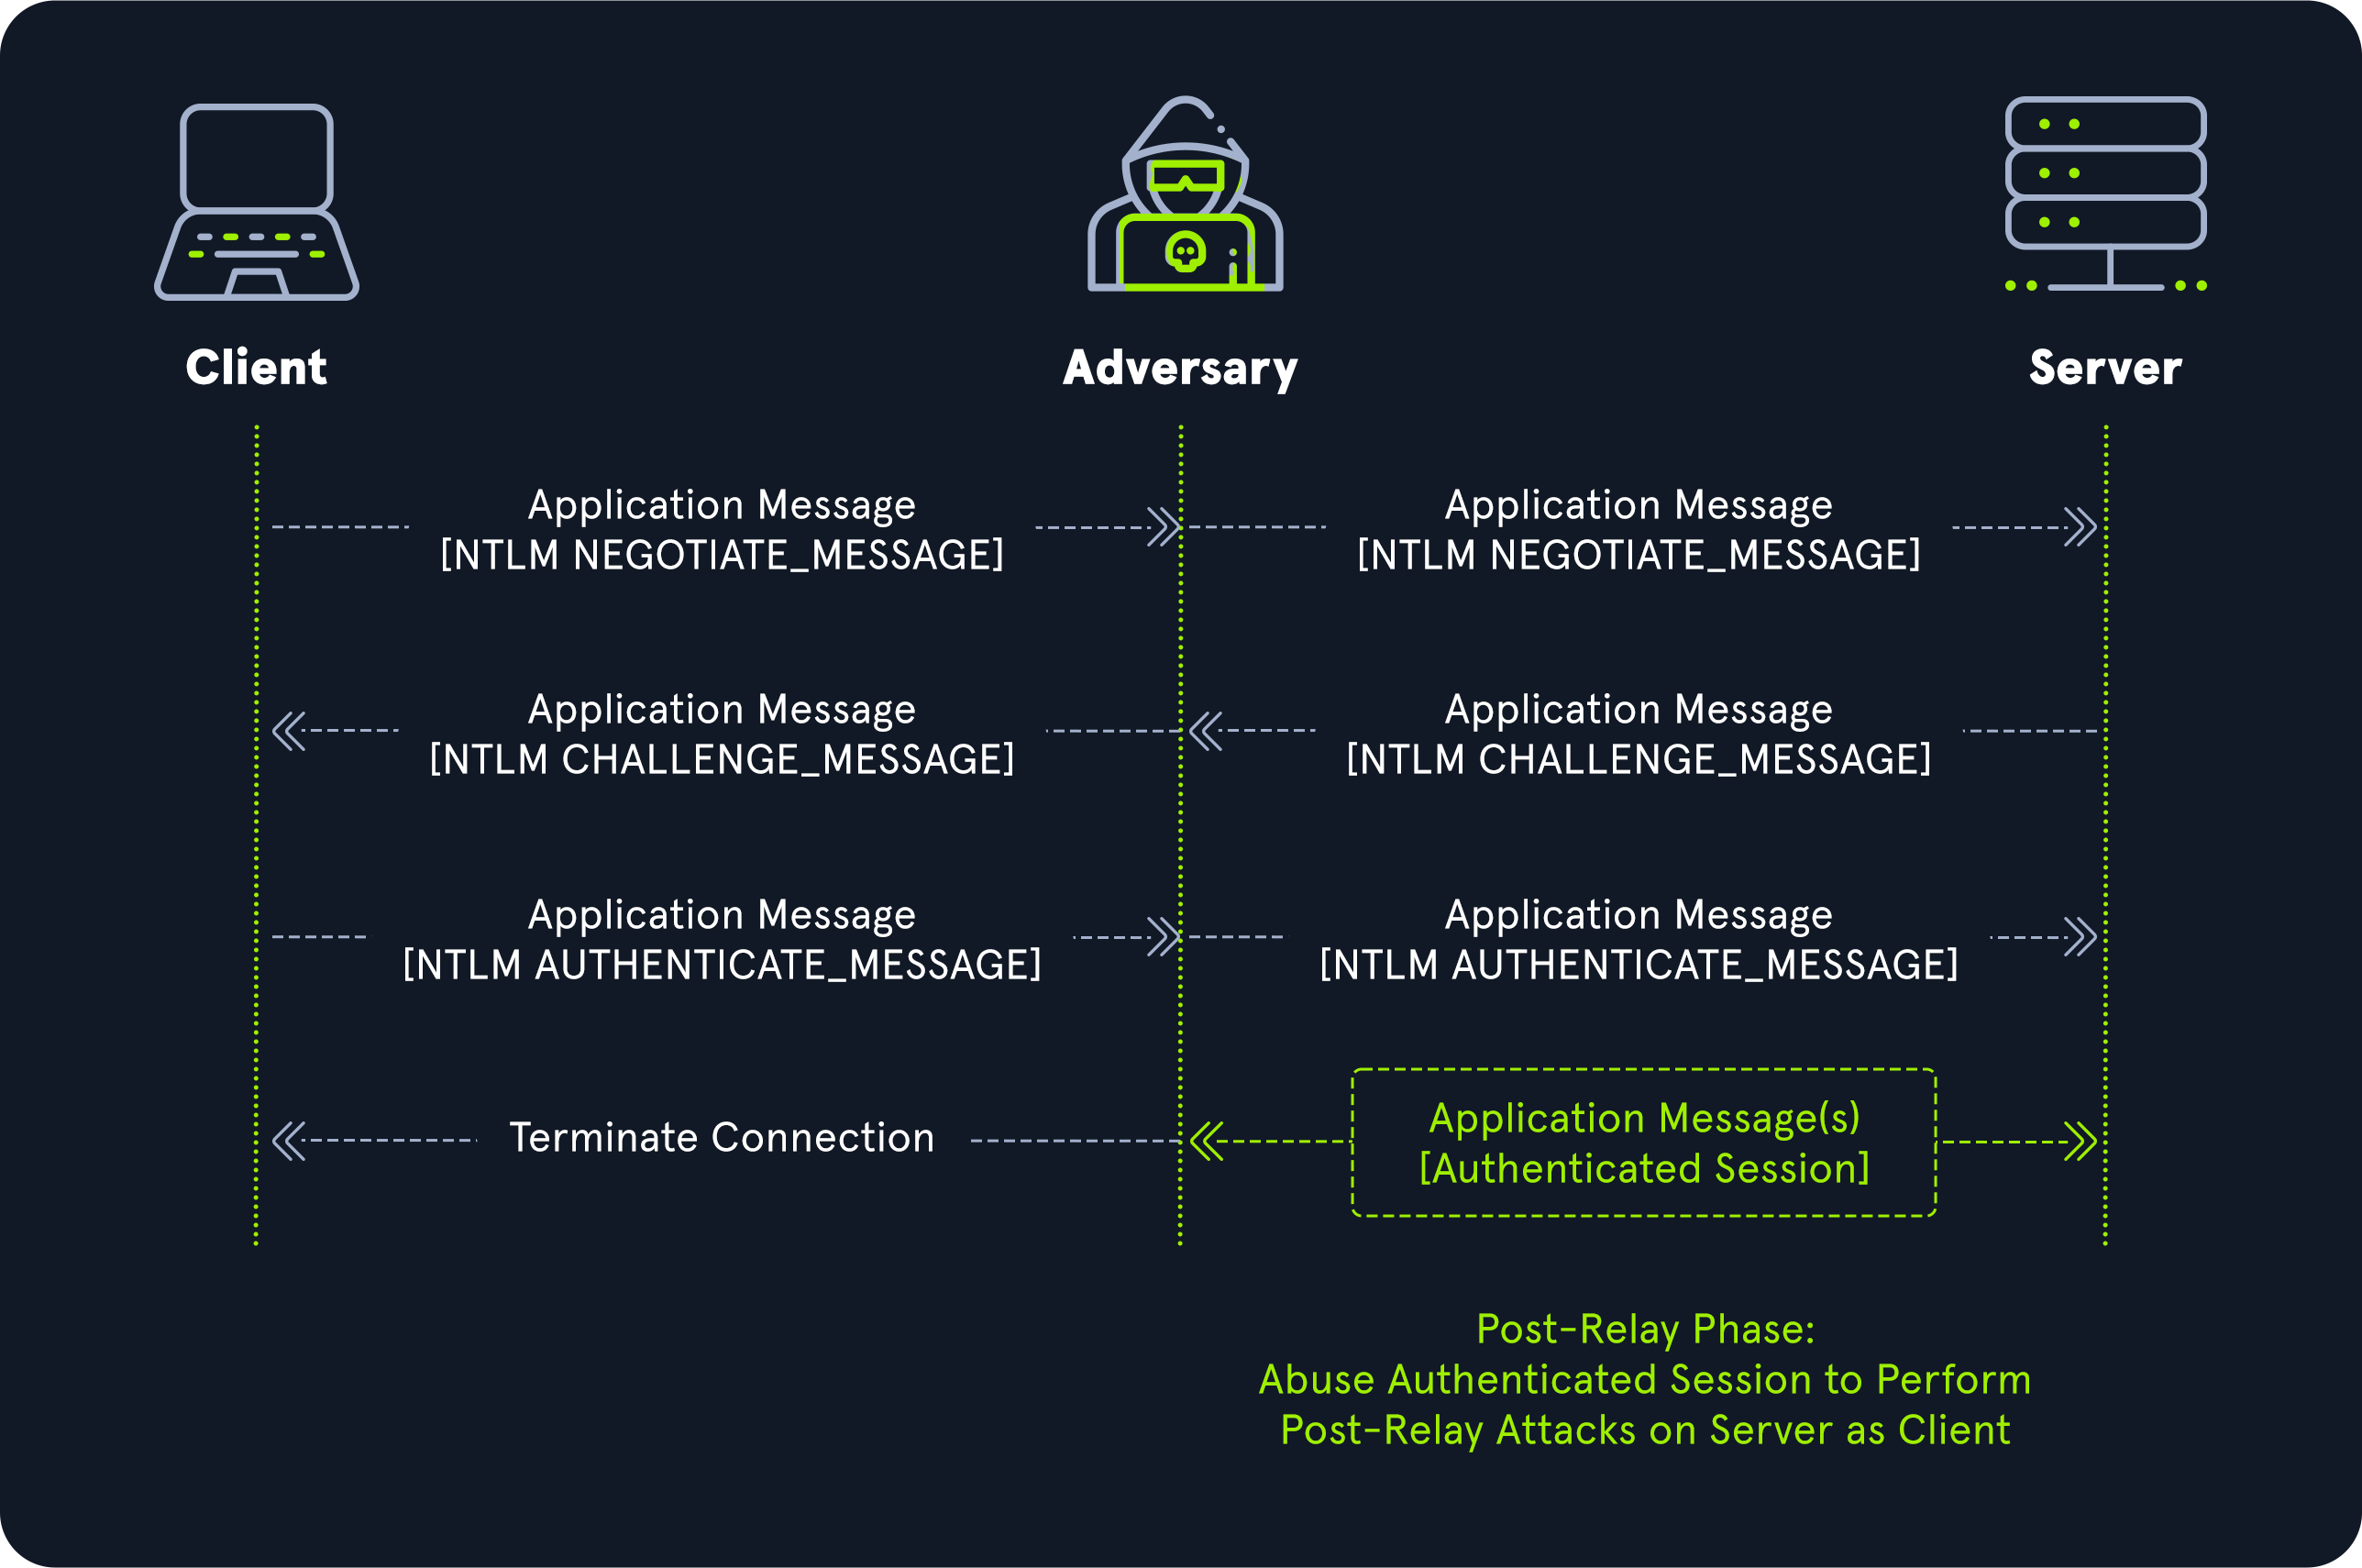 Client
Adversary
Server
Application Message
[NTLM NEGOTIATE_MESSAGE]
Application Message
[NTLM NEGOTIATE_MESSAGE]
Application Message
[NTLM CHALLENGE_MESSAGE]
Application Message
[NTLM CHALLENGE_MESSAGE]
Application Message
[NTLM AUTHENTICATE_MESSAGE]
Application Message
[NTLM AUTHENTICATE_MESSAGE]
Terminate Connection
Application Message(s)
[Authenticated Session]
Post-Relay Phase:
Abuse Authenticated Session to Perform
Post-Relay Attacks on Server as Client